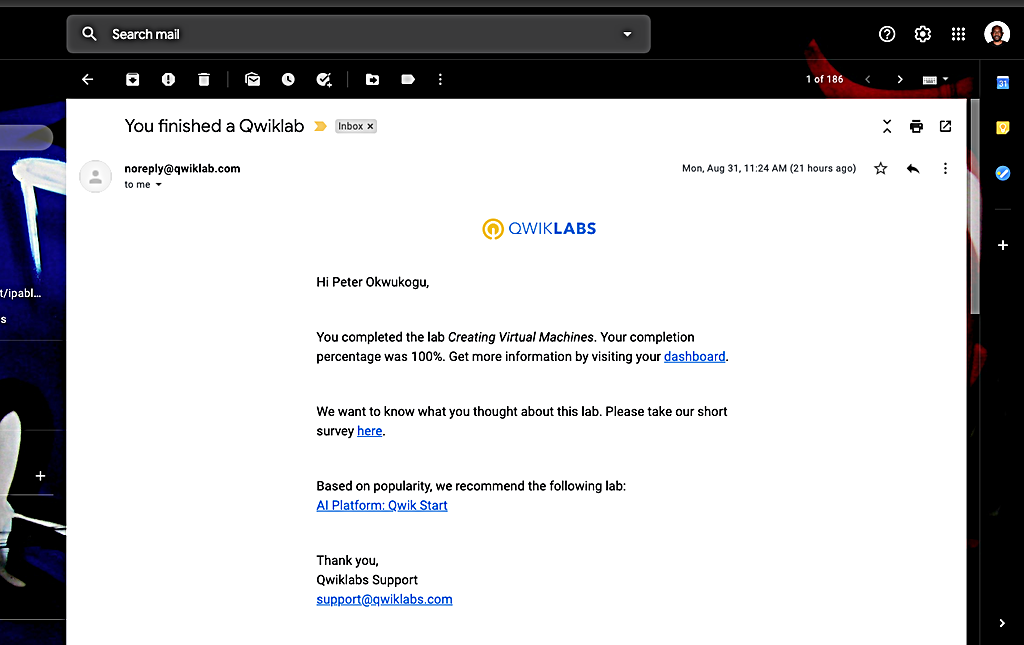 Search mail
1 of 186
You finished a Qwiklab
Inbox x
noreply@qwiklab.com
Mon, Aug 31, 11:24 AM (21 hours ago)
to me
QWIKLABS
Hi Peter Okwukogu,
You completed the lab Creating Virtual Machines. Your completion
percentage was 100%. Get more information by visiting your dashboard.
We want to know what you thought about this lab. Please take our short
survey here.
Based on popularity, we recommend the following lab:
AI Platform: Qwik Start
Thank you,
Qwiklabs Support
support@qwiklabs.com
t/ipabl...
s
31